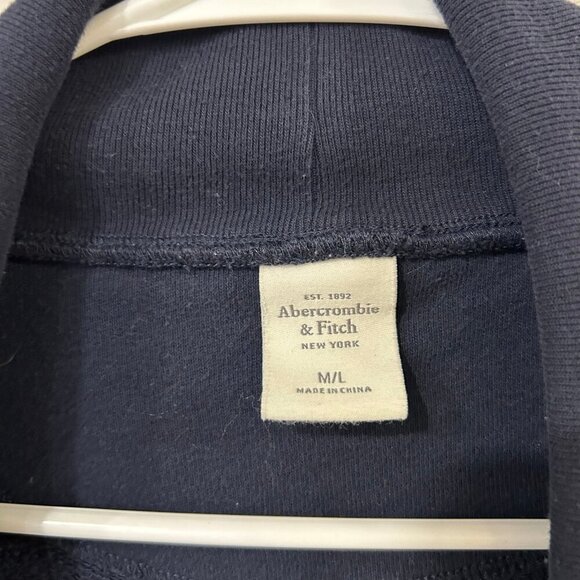 EST. 1892
Abercrombie
& Fitch
NEW YORK
M/L
MADE IN CHINA